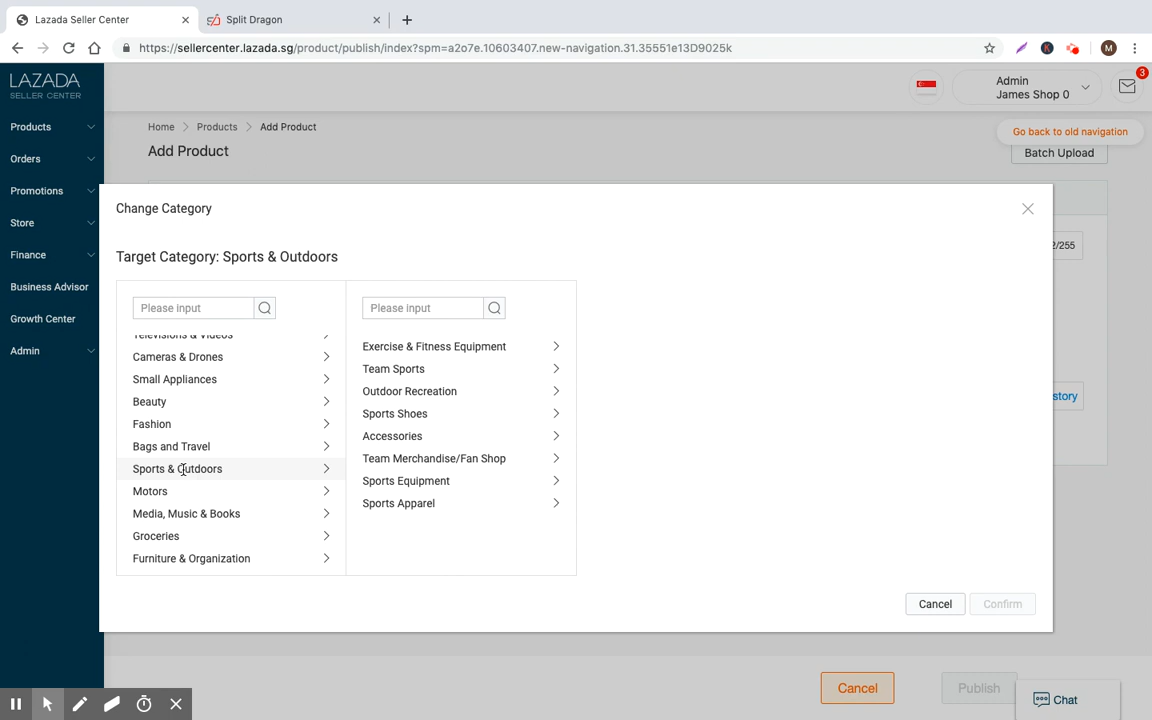 Lazada Seller Center
Split Dragon
https://sellercenter.lazada.sg/product/publish/index?spm=a2o7e.10603407.new-navigation.31.35551e13D9025k
K
M
LAZADA
SELLER CENTER
Admin
James Shop 0
3
Products
Orders
Promotions
Store
Finance
Business Advisor
Growth Center
Admin
Home
Products
Add Product
Go back to old navigation
Add Product
Batch Upload
2/255
story
Change Category
Target Category: Sports & Outdoors
Please input
Televisions & Videos
Cameras & Drones
Small Appliances
Beauty
Fashion
Bags and Travel
Sports & Outdoors
Motors
Media, Music & Books
Groceries
Furniture & Organization
Please input
Exercise & Fitness Equipment
Team Sports
Outdoor Recreation
Sports Shoes
Accessories
Team Merchandise/Fan Shop
Sports Equipment
Sports Apparel
Cancel
Confirm
Cancel
Publish
Chat